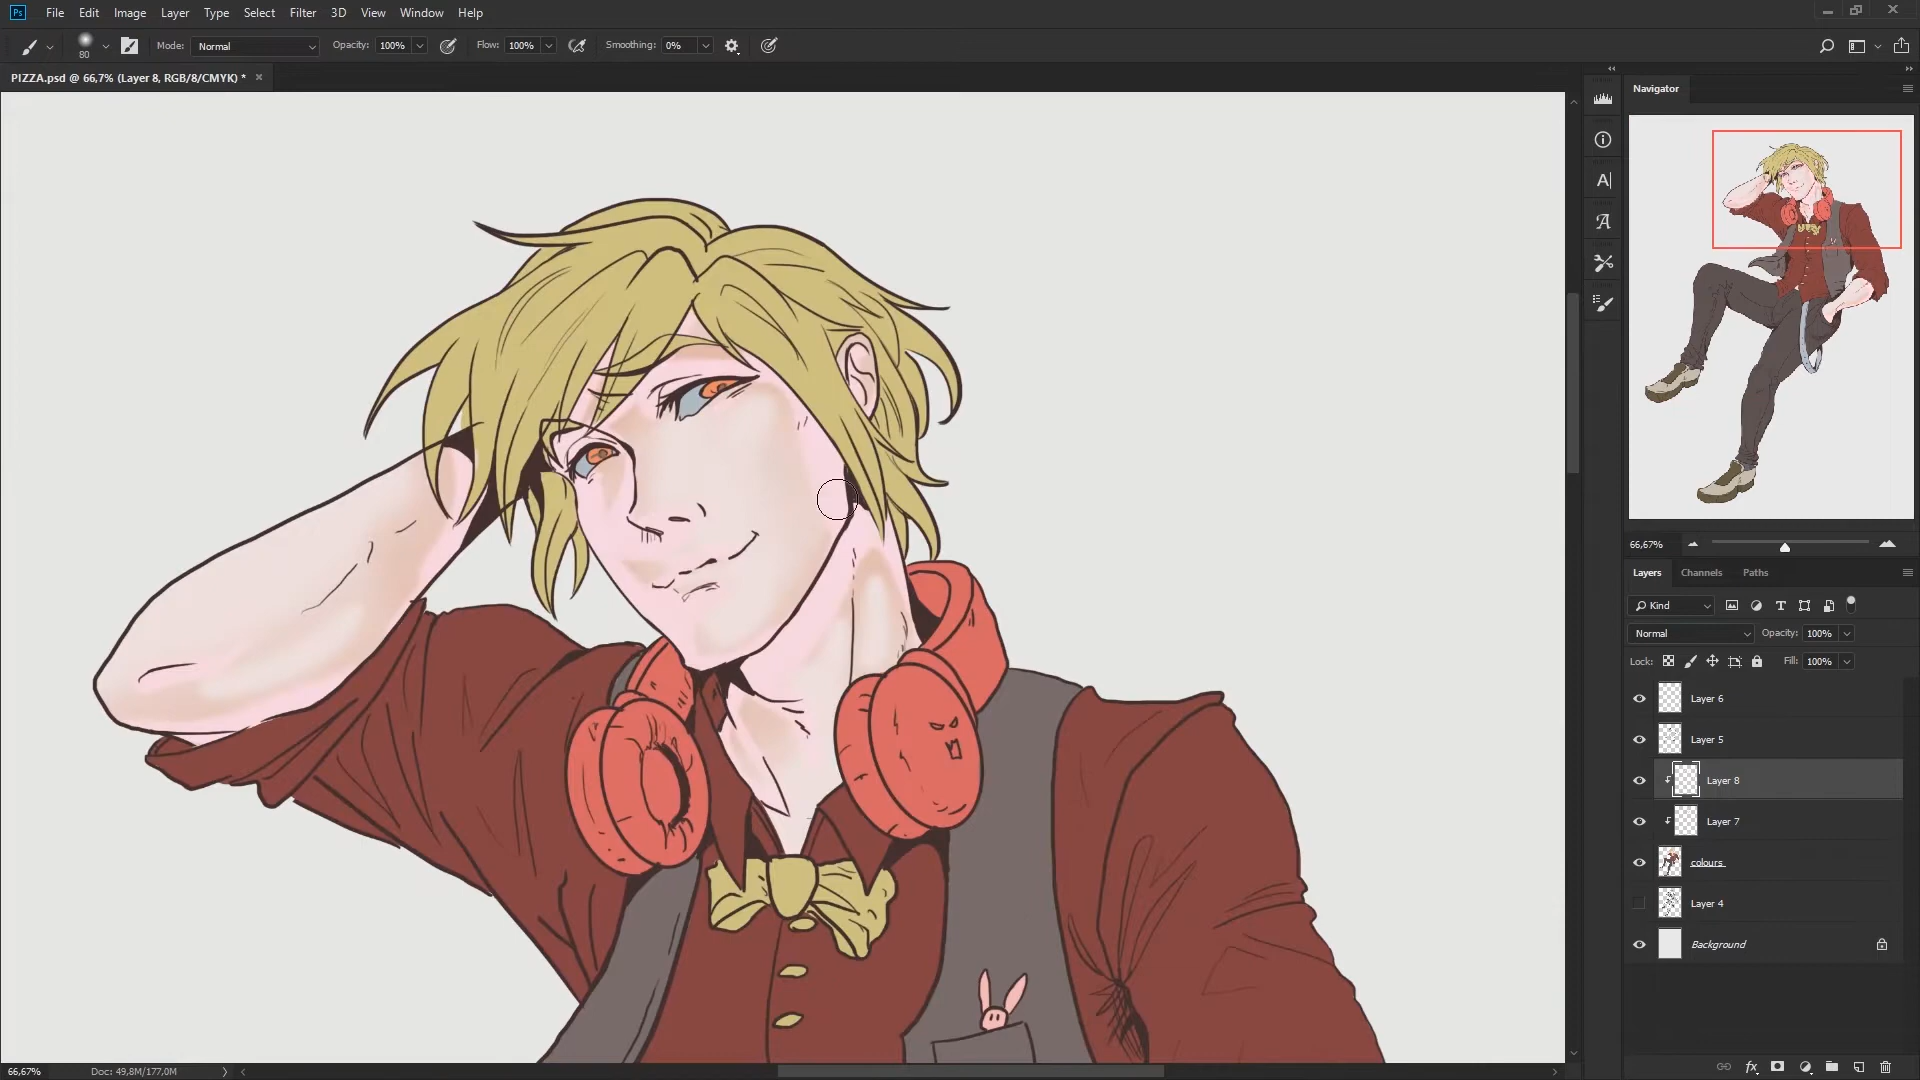 Ps File Edit Image Layer Type Select Filter 3D View Window Help
80 Mode: Normal Opacity: 100% Flow: 100% Smoothing: 0%
PIZZA.psd @ 66,7% (Layer 8, RGB/8/CMYK) * ×
Navigator
66,67%
Layers Channels Paths
Kind
Normal Opacity: 100%
Lock: Fill: 100%
Layer 6
Layer 5
Layer 8
Layer 7
colours
Layer 4
Background
66,67% Doc: 49,8M/177,0M